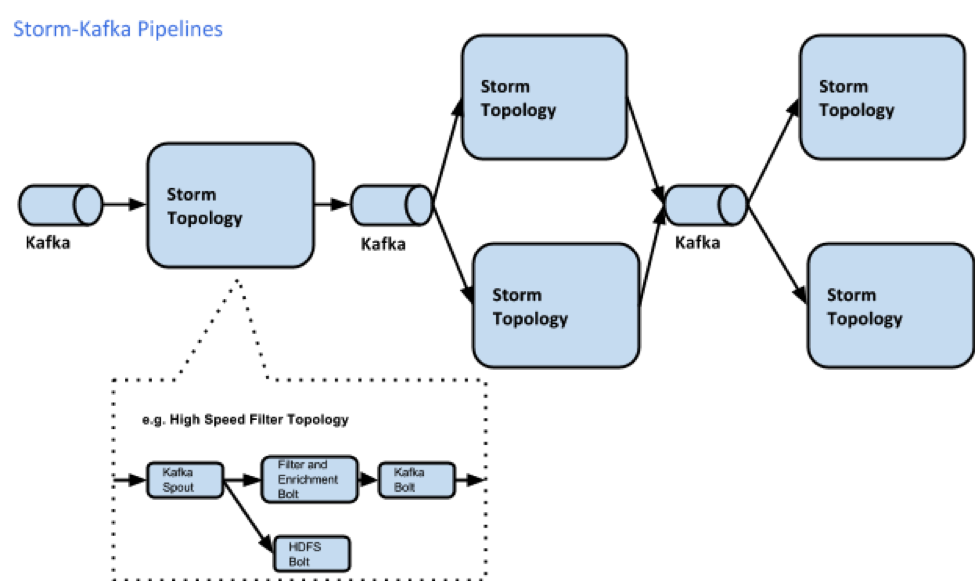 Storm-Kafka Pipelines
Storm
Topology
Storm
Topology
Storm
Topology
Kafka
Kafka
Kafka
Storm
Topology
Storm
Topology
e.g. High Speed Filter Topology
Kafka
Spout
Filter and
Enrichment
Bolt
Kafka
Bolt
HDFS
Bolt